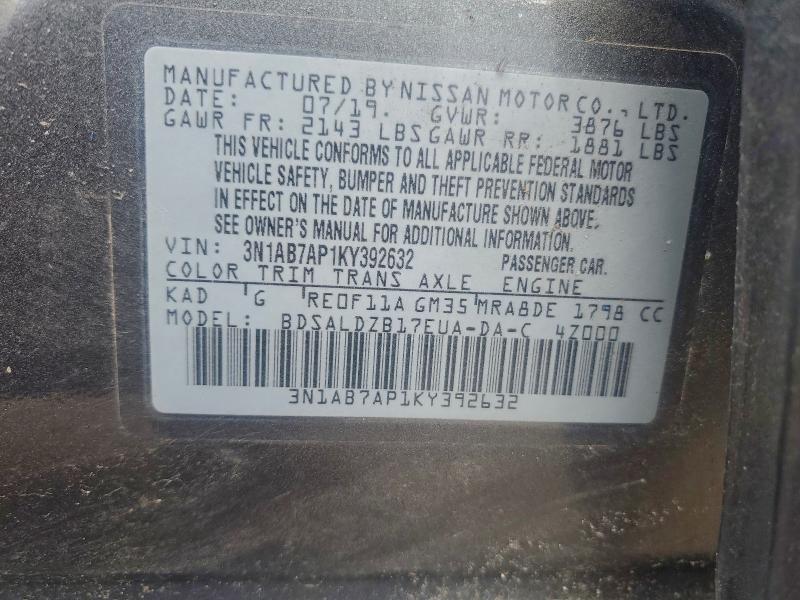 MANUFACTURED BY NISSAN MOTOR CO., LTD.
DATE: 07/19. GVWR: 3876 LBS
GAWR FR: 2143 LBS GAWR RR: 1881 LBS
THIS VEHICLE CONFORMS TO ALL APPLICABLE FEDERAL MOTOR
VEHICLE SAFETY, BUMPER AND THEFT PREVENTION STANDARDS
IN EFFECT ON THE DATE OF MANUFACTURE SHOWN ABOVE.
SEE OWNER'S MANUAL FOR ADDITIONAL INFORMATION.
VIN: 3N1AB7AP1KY392632 PASSENGER CAR.
COLOR TRIM TRANS AXLE ENGINE
KAD G RE0F11A GM35 MRA8DE 1798 CC
MODEL: BDSALDZB17EUA-DA-C 4Z000
3N1AB7AP1KY392632